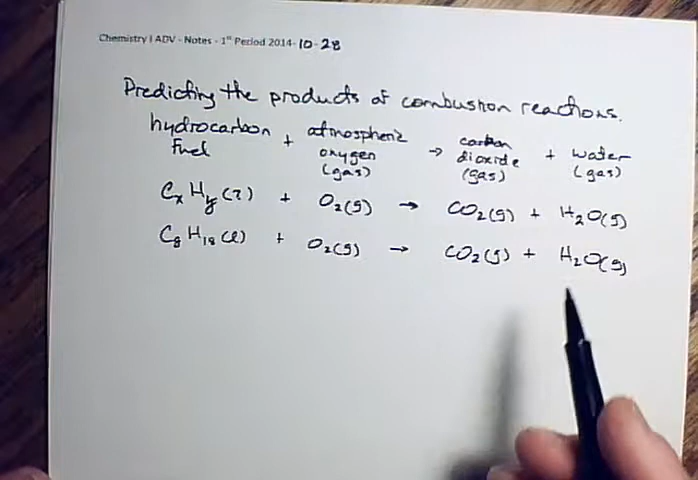 Chemistry I ADV - Notes - 1st Period 2014-10-28
Predicting the products of combustion reactions.
hydrocarbon fuel + atmospheric oxygen (gas) → carbon dioxide (gas) + water (gas)
CxHy(?) + O2(g) → CO2(g) + H2O(g)
C8H18(l) + O2(g) → CO2(g) + H2O(g)